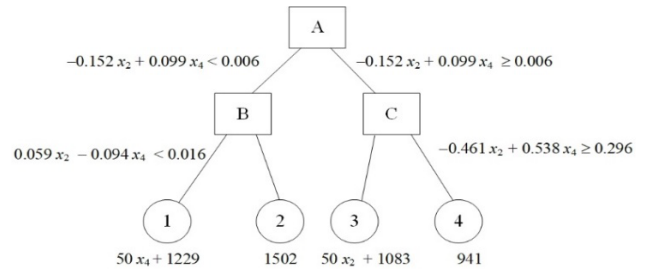 A
−0.152 x₂ + 0.099 x₄ < 0.006
−0.152 x₂ + 0.099 x₄ ≥ 0.006
B
C
0.059 x₂ − 0.094 x₄ < 0.016
−0.461 x₂ + 0.538 x₄ ≥ 0.296
1
2
3
4
50 x₄ + 1229
1502
50 x₂ + 1083
941